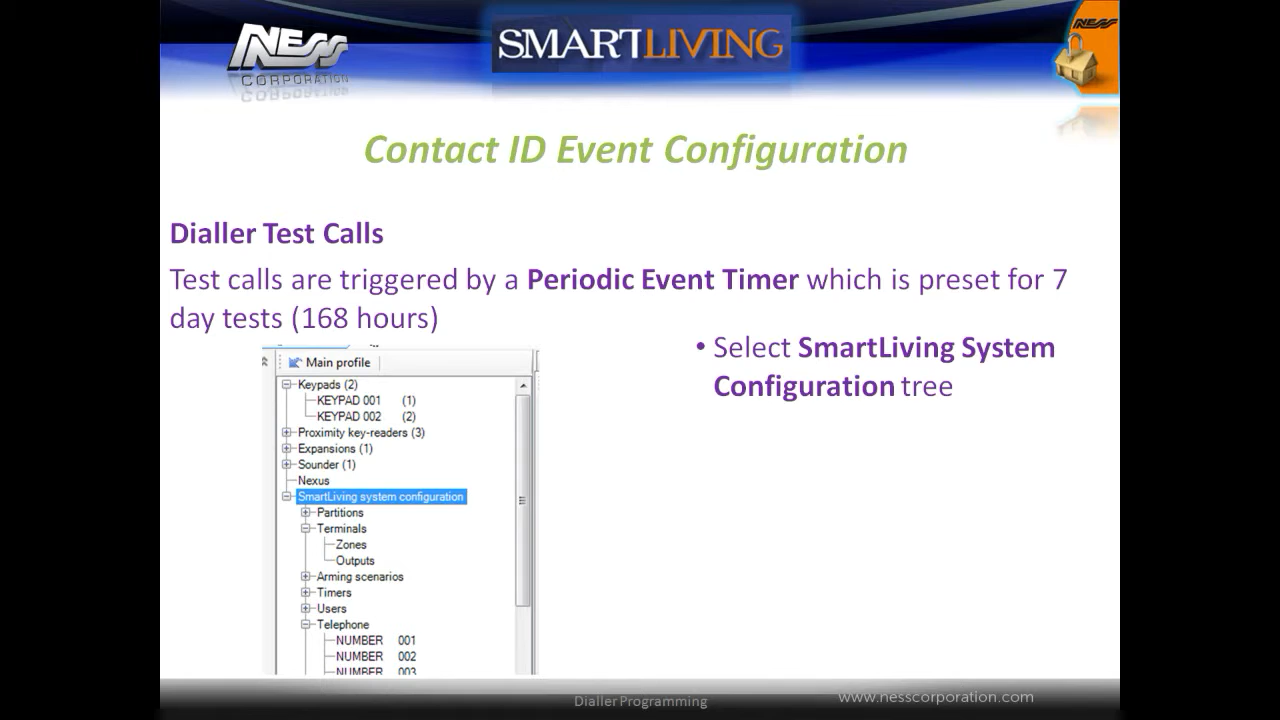 NESS
CORPORATION
SMARTLIVING
NESS
Contact ID Event Configuration
Dialler Test Calls
Test calls are triggered by a Periodic Event Timer which is preset for 7
day tests (168 hours)
• Select SmartLiving System
Configuration tree
Main profile
Keypads (2)
KEYPAD 001 (1)
KEYPAD 002 (2)
Proximity key-readers (3)
Expansions (1)
Sounder (1)
Nexus
SmartLiving system configuration
Partitions
Terminals
Zones
Outputs
Arming scenarios
Timers
Users
Telephone
NUMBER 001
NUMBER 002
NUMBER 003
Dialler Programming
www.nesscorporation.com